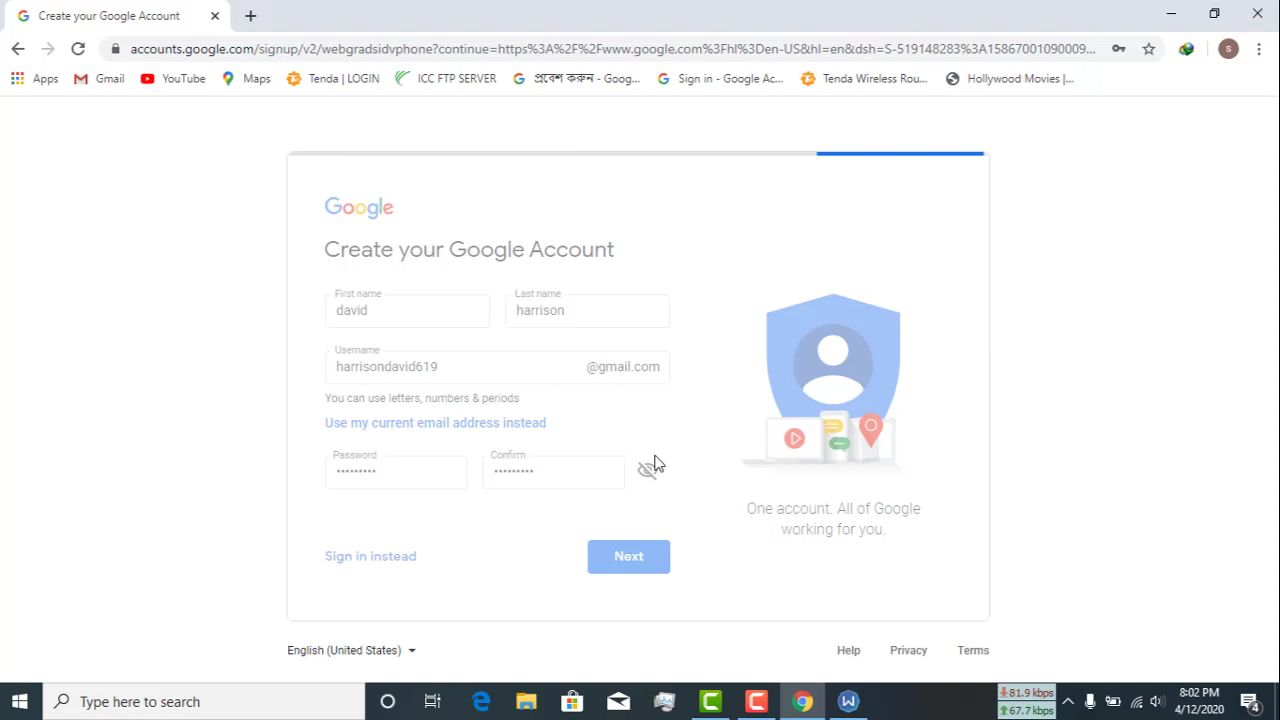 Create your Google Account
accounts.google.com/signup/v2/webgradsidvphone?continue=https%3A%2F%2Fwww.google.com%3Fhl%3Den-US&hl=en&dsh=S-519148283%3A15867001090009...
S
Apps Gmail YouTube Maps Tenda | LOGIN ICC FTP SERVER প্রবেশ করুন - Goog... Sign in - Google Ac... Tenda Wireless Rou... Hollywood Movies |...
Google
Create your Google Account
First name Last name
david harrison
Username
harrisondavid619 @gmail.com
You can use letters, numbers & periods
Use my current email address instead
Password Confirm
••••••••• •••••••••
One account. All of Google
working for you.
Sign in instead Next
English (United States) Help Privacy Terms
Type here to search
81.9 kbps
67.7 kbps
8:02 PM
4/12/2020
4